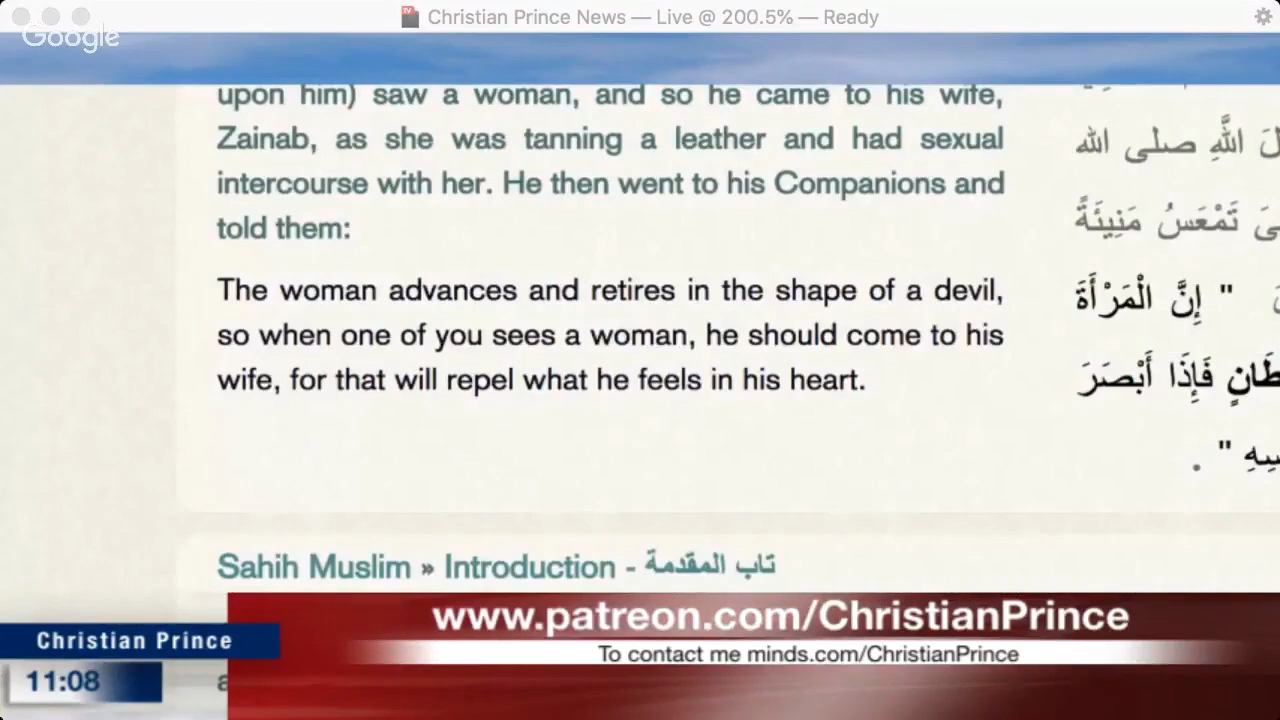 Christian Prince News — Live @ 200.5% — Ready
Google
upon him) saw a woman, and so he came to his wife,
Zainab, as she was tanning a leather and had sexual
intercourse with her. He then went to his Companions and
told them:
The woman advances and retires in the shape of a devil,
so when one of you sees a woman, he should come to his
wife, for that will repel what he feels in his heart.
اللَّهِ صلى الله
تَمْعَسُ مَنِيئَةً
" إِنَّ الْمَرْأَةَ
فَإِذَا أَبْصَرَ
" .
Sahih Muslim » Introduction - تاب المقدمة
www.patreon.com/ChristianPrince
To contact me minds.com/ChristianPrince
Christian Prince
11:08